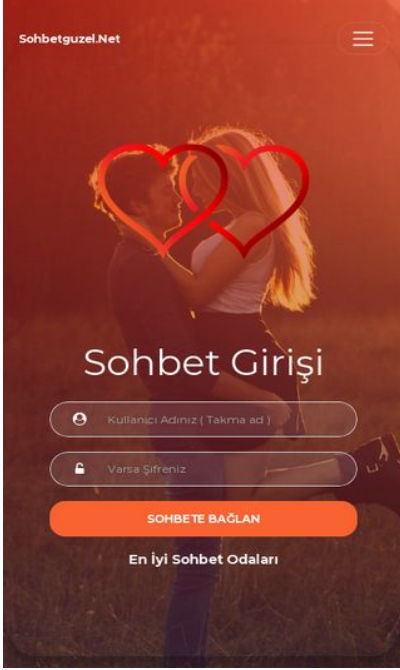 Sohbetguzel.Net
Sohbet Girişi
Kullanıcı Adınız ( Takma ad )
Varsa Şifreniz
SOHBETE BAĞLAN
En İyi Sohbet Odaları